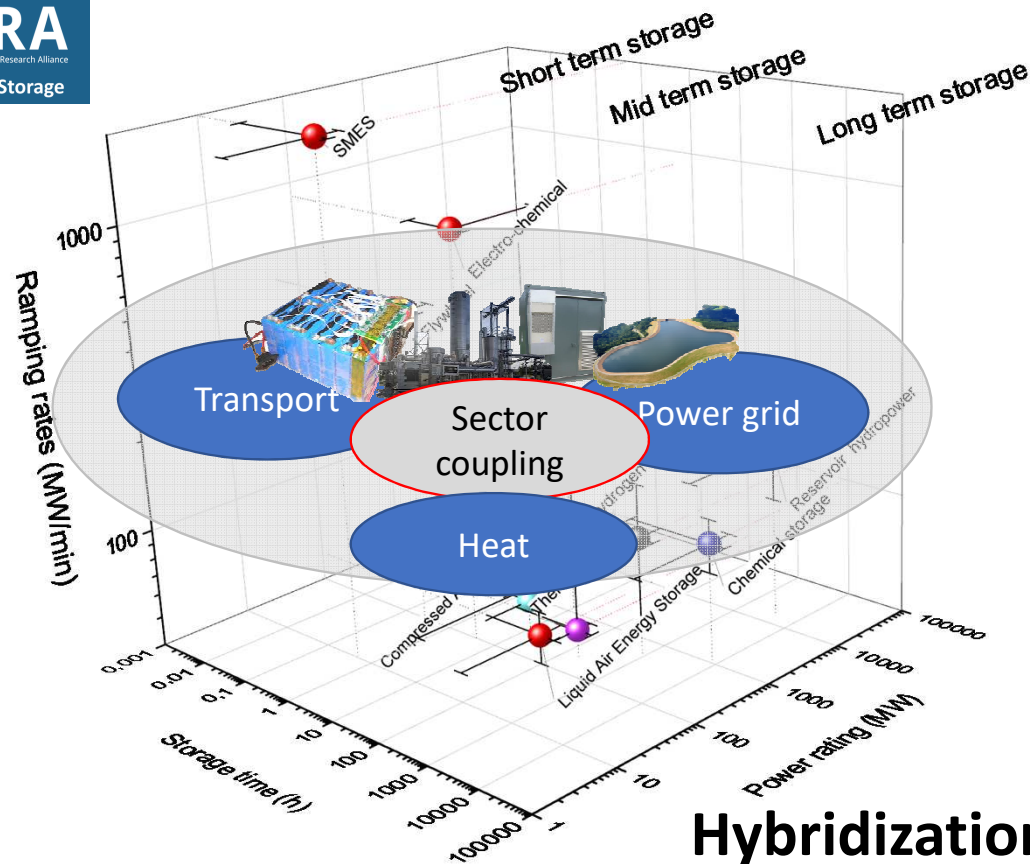 RA
Research Alliance
Storage
Short term storage
Mid term storage
Long term storage
SMES
Electro-chemical
Flywheel
1000
100
Ramping rates (MW/min)
Transport
Sector
coupling
Power grid
Heat
Reservoir hydropower
Chemical storage
Liquid Air Energy Storage
Compressed
0,001
0,01
0,1
1
10
100
1000
10000
100000
Storage time (h)
1
10
100
1000
10000
100000
Power rating (MW)
Hybridization